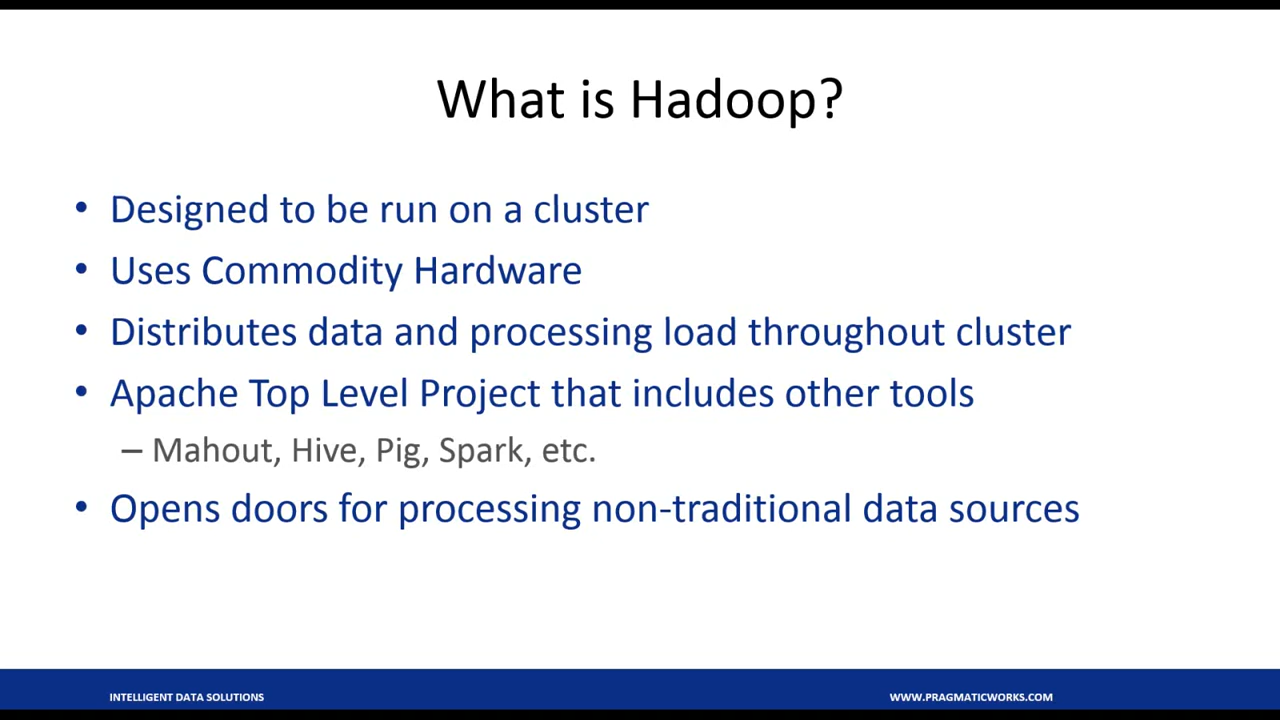 What is Hadoop?
• Designed to be run on a cluster
• Uses Commodity Hardware
• Distributes data and processing load throughout cluster
• Apache Top Level Project that includes other tools
– Mahout, Hive, Pig, Spark, etc.
• Opens doors for processing non-traditional data sources
INTELLIGENT DATA SOLUTIONS
WWW.PRAGMATICWORKS.COM